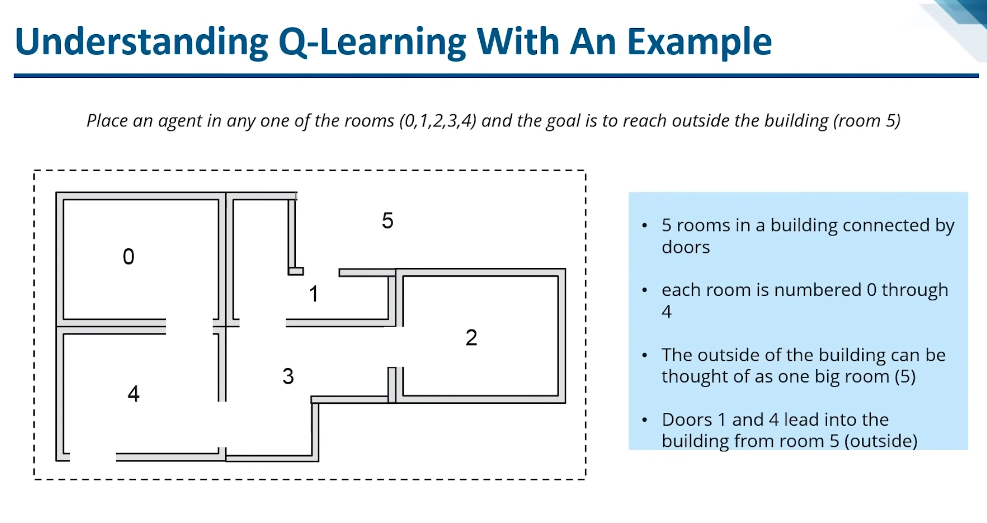 Understanding Q-Learning With An Example
Place an agent in any one of the rooms (0,1,2,3,4) and the goal is to reach outside the building (room 5)
5
0
1
2
3
4
• 5 rooms in a building connected by
doors
• each room is numbered 0 through
4
• The outside of the building can be
thought of as one big room (5)
• Doors 1 and 4 lead into the
building from room 5 (outside)